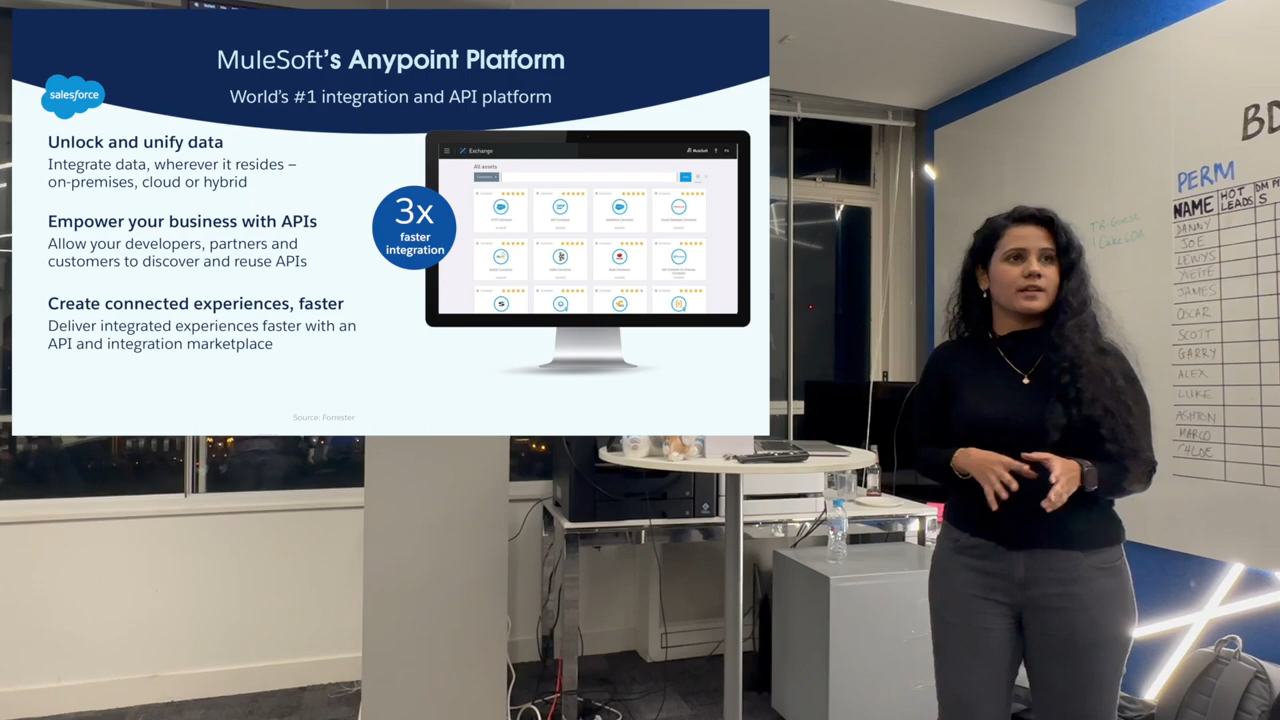 MuleSoft's Anypoint Platform
World's #1 integration and API platform
salesforce
Unlock and unify data
Integrate data, wherever it resides –
on-premises, cloud or hybrid
Empower your business with APIs
Allow your developers, partners and
customers to discover and reuse APIs
Create connected experiences, faster
Deliver integrated experiences faster with an
API and integration marketplace
3x
faster
integration
Exchange
MuleSoft
All assets
Source: Forrester
BD
PERM
NAME
HOT
LEADS
DM
S
DANNY
JOE
LEWYS
YVETTE
JAMES
OSCAR
SCOTT
GARRY
ALEX
LUKE
ASHTON
MARCO
CHLOE